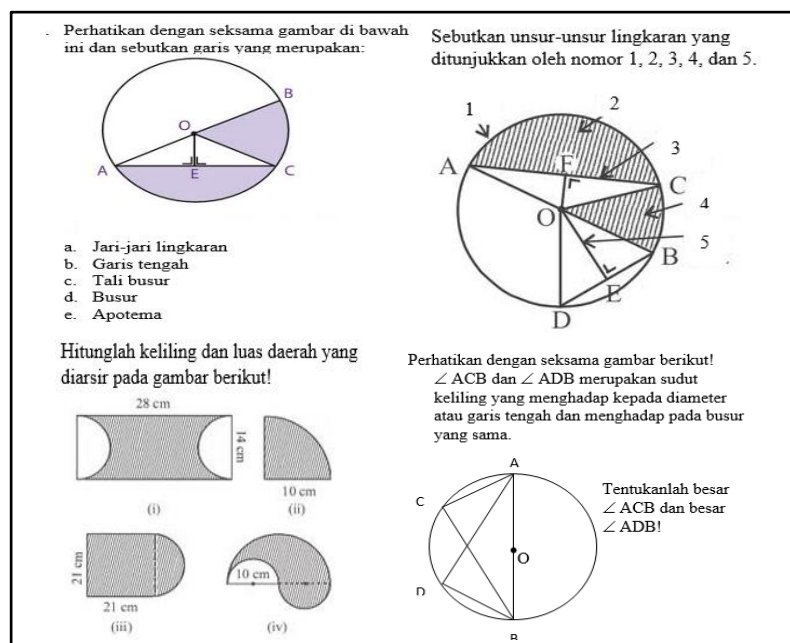 . Perhatikan dengan seksama gambar di bawah
ini dan sebutkan garis yang merupakan:
B
O
A
E
C
a. Jari-jari lingkaran
b. Garis tengah
c. Tali busur
d. Busur
e. Apotema
Sebutkan unsur-unsur lingkaran yang
ditunjukkan oleh nomor 1, 2, 3, 4, dan 5.
1
2
3
A
F
C
4
O
5
B
E
D
Hitunglah keliling dan luas daerah yang
diarsir pada gambar berikut!
28 cm
14 cm
10 cm
(i)
(ii)
21 cm
10 cm
21 cm
(iii)
(iv)
Perhatikan dengan seksama gambar berikut!
∠ ACB dan ∠ ADB merupakan sudut
keliling yang menghadap kepada diameter
atau garis tengah dan menghadap pada busur
yang sama.
A
C
O
D
B
Tentukanlah besar
∠ ACB dan besar
∠ ADB!